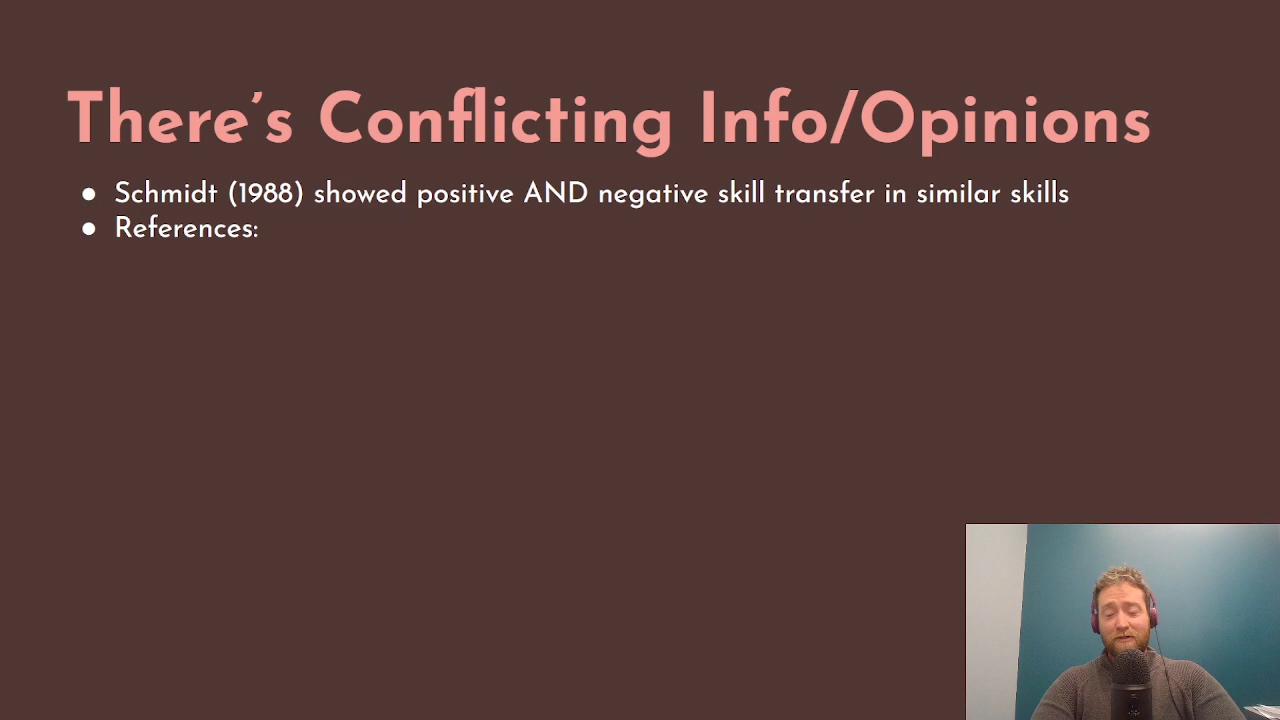 There’s Conflicting Info/Opinions
● Schmidt (1988) showed positive AND negative skill transfer in similar skills
● References: